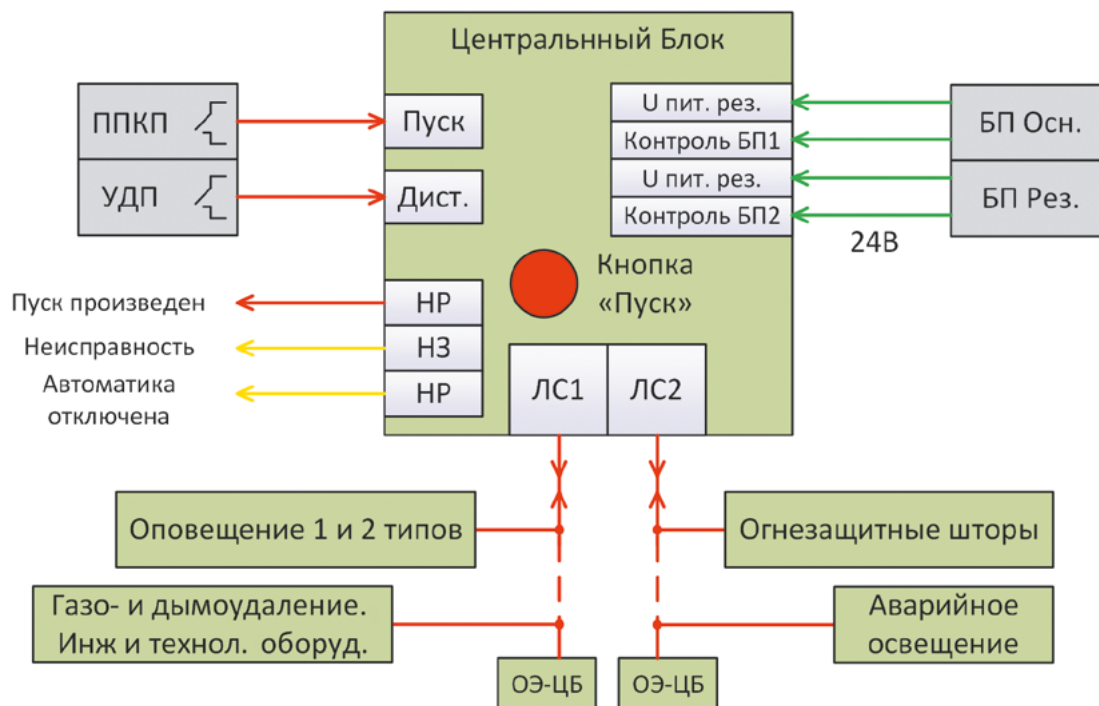 Центральнный Блок
ППКП
УДП
Пуск
Дист.
U пит. рез.
Контроль БП1
U пит. рез.
Контроль БП2
БП Осн.
БП Рез.
24В
Кнопка
«Пуск»
Пуск произведен
Неисправность
Автоматика
отключена
НР
НЗ
НР
ЛС1
ЛС2
Оповещение 1 и 2 типов
Огнезащитные шторы
Газо- и дымоудаление.
Инж и технол. оборуд.
Аварийное
освещение
ОЭ-ЦБ
ОЭ-ЦБ